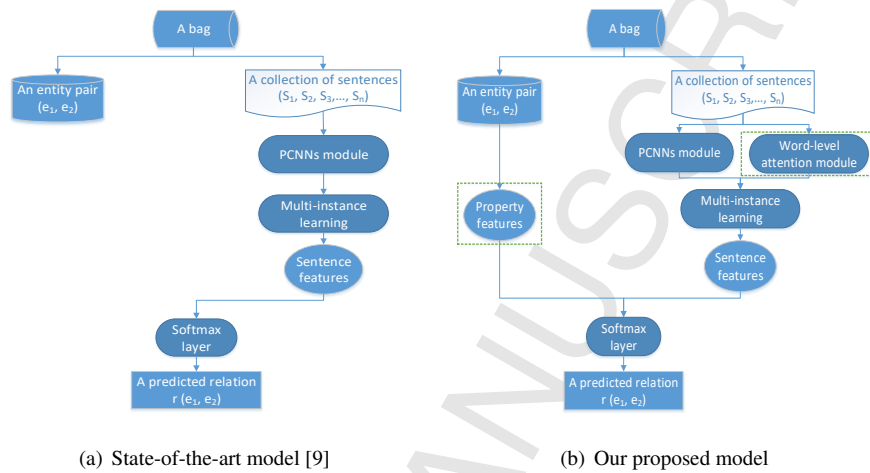 A bag
An entity pair
(e₁, e₂)
A collection of sentences
(S₁, S₂, S₃,..., Sₙ)
PCNNs module
Multi-instance
learning
Sentence
features
Softmax
layer
A predicted relation
r (e₁, e₂)
(a) State-of-the-art model [9]
A bag
An entity pair
(e₁, e₂)
A collection of sentences
(S₁, S₂, S₃,..., Sₙ)
PCNNs module
Word-level
attention module
Property
features
Multi-instance
learning
Sentence
features
Softmax
layer
A predicted relation
r (e₁, e₂)
(b) Our proposed model